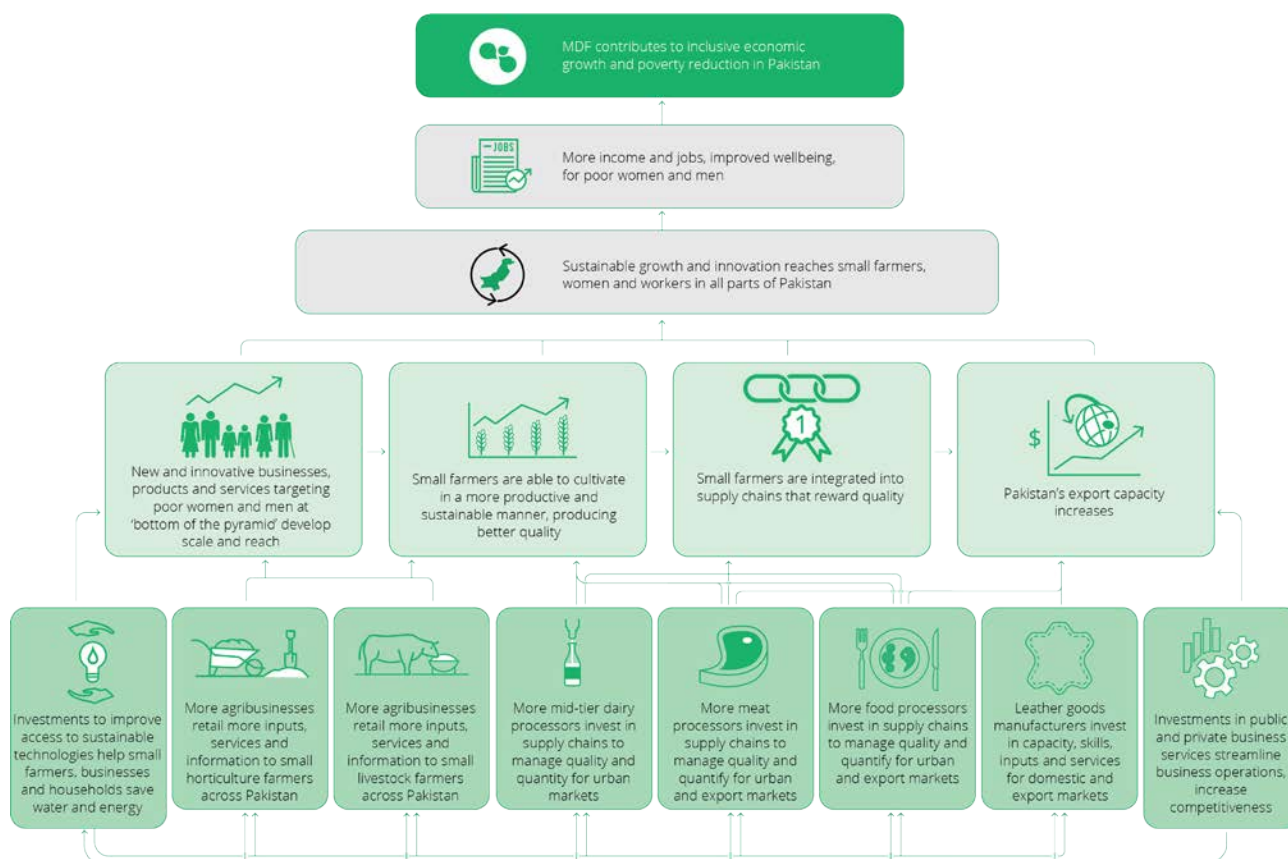 MDF contributes to inclusive economic
growth and poverty reduction in Pakistan
JOBS
More income and jobs, improved wellbeing,
for poor women and men
Sustainable growth and innovation reaches small farmers,
women and workers in all parts of Pakistan
New and innovative businesses,
products and services targeting
poor women and men at
‘bottom of the pyramid’ develop
scale and reach
Small farmers are able to cultivate
in a more productive and
sustainable manner, producing
better quality
1
Small farmers are integrated into
supply chains that reward quality
$
Pakistan’s export capacity
increases
Investments to improve
access to sustainable
technologies help small
farmers, businesses
and households save
water and energy
More agribusinesses
retail more inputs,
services and
information to small
horticulture farmers
across Pakistan
More agribusinesses
retail more inputs,
services and
information to small
livestock farmers
across Pakistan
More mid-tier dairy
processors invest in
supply chains to
manage quality and
quantity for urban
markets
More meat
processors invest in
supply chains to
manage quality and
quantify for urban
and export markets
More food processors
invest in supply chains
to manage quality and
quantify for urban
and export markets
Leather goods
manufacturers invest
in capacity, skills,
inputs and services
for domestic and
export markets
Investments in public
and private business
services streamline
business operations,
increase
competitiveness